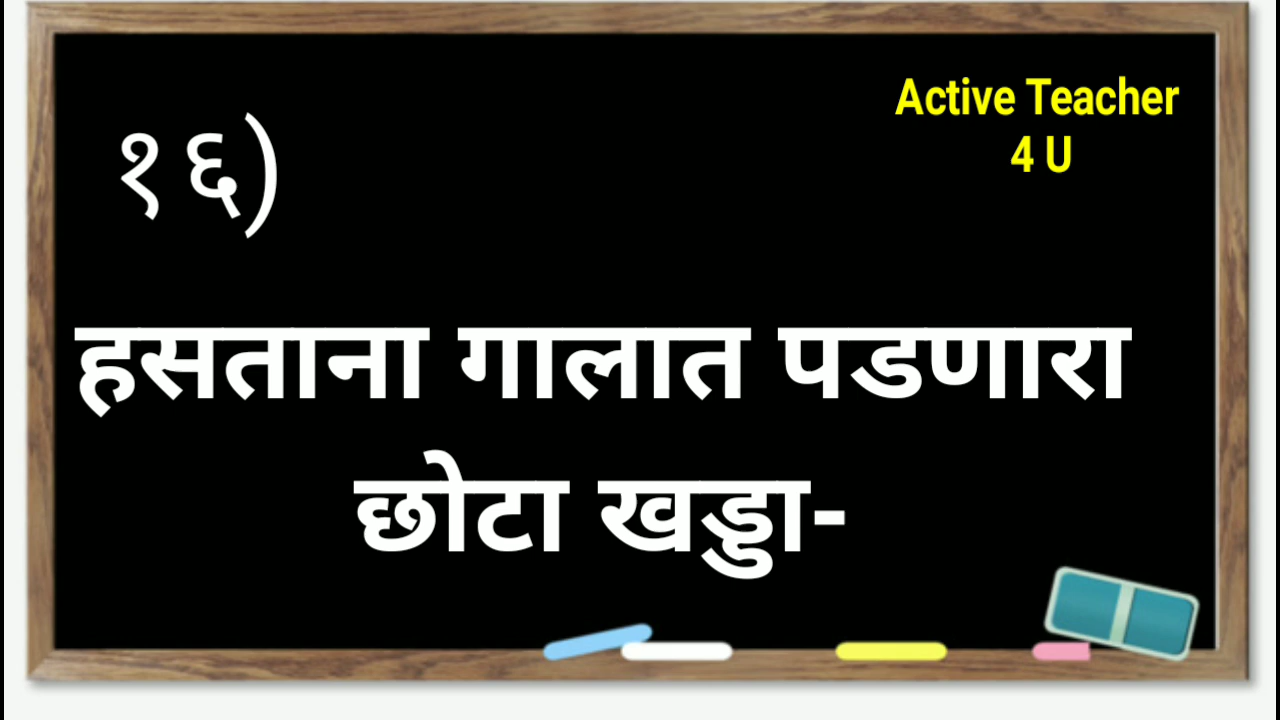 Active Teacher
4 U
१६)
हसताना गालात पडणारा
छोटा खड्डा-